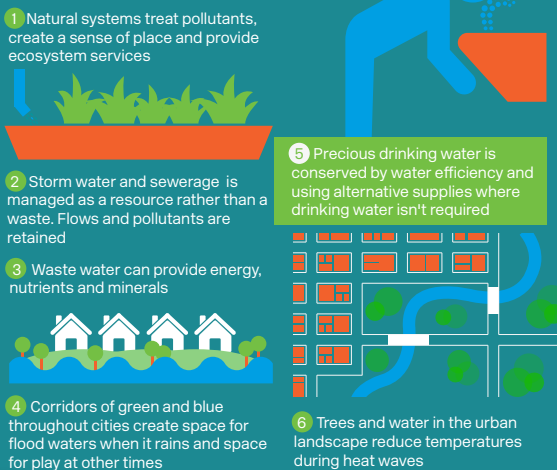 1 Natural systems treat pollutants,
create a sense of place and provide
ecosystem services
2 Storm water and sewerage is
managed as a resource rather than a
waste. Flows and pollutants are
retained
3 Waste water can provide energy,
nutrients and minerals
4 Corridors of green and blue
throughout cities create space for
flood waters when it rains and space
for play at other times
5 Precious drinking water is
conserved by water efficiency and
using alternative supplies where
drinking water isn't required
6 Trees and water in the urban
landscape reduce temperatures
during heat waves